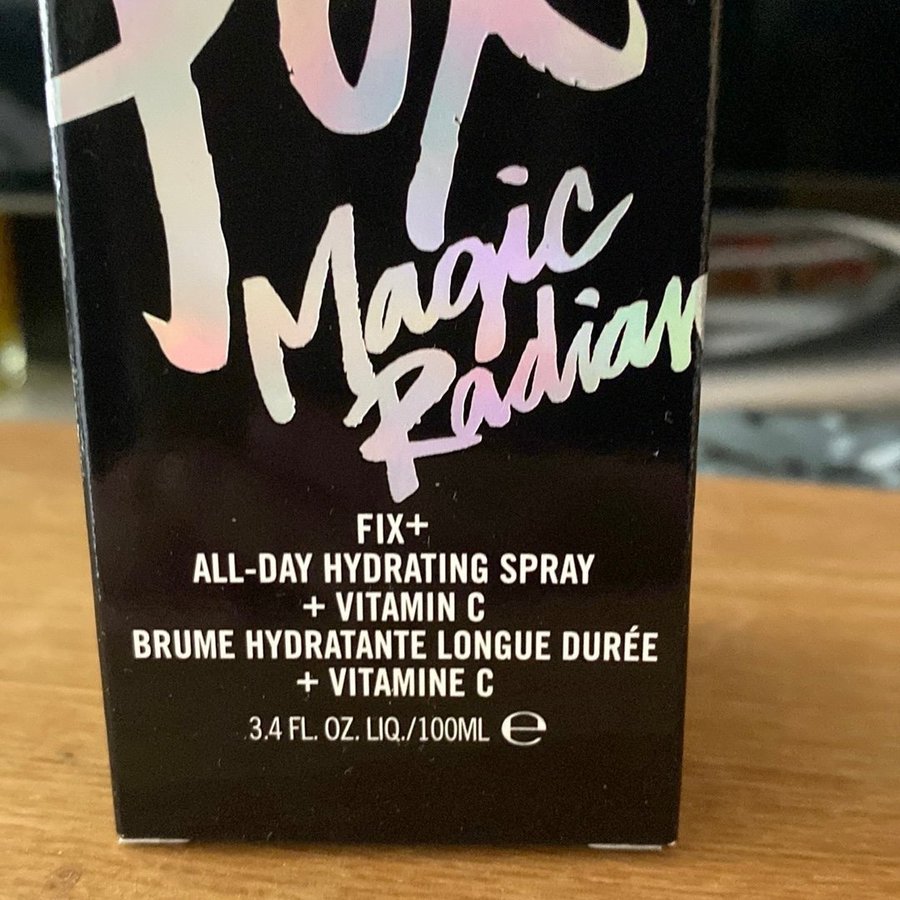 Magic
Radian
FIX+
ALL-DAY HYDRATING SPRAY
+ VITAMIN C
BRUME HYDRATANTE LONGUE DURÉE
+ VITAMINE C
3.4 FL. OZ. LIQ./100ML ℮